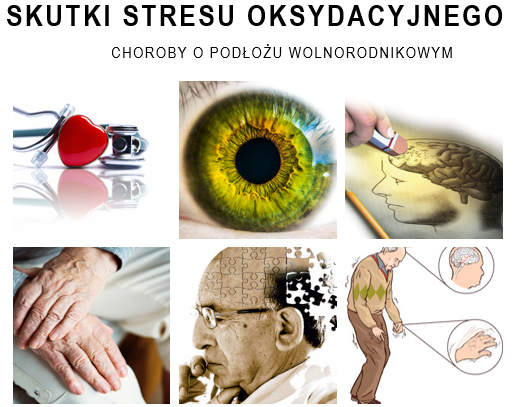 SKUTKI STRESU OKSYDACYJNEGO
CHOROBY O PODŁOŻU WOLNORODNIKOWYM